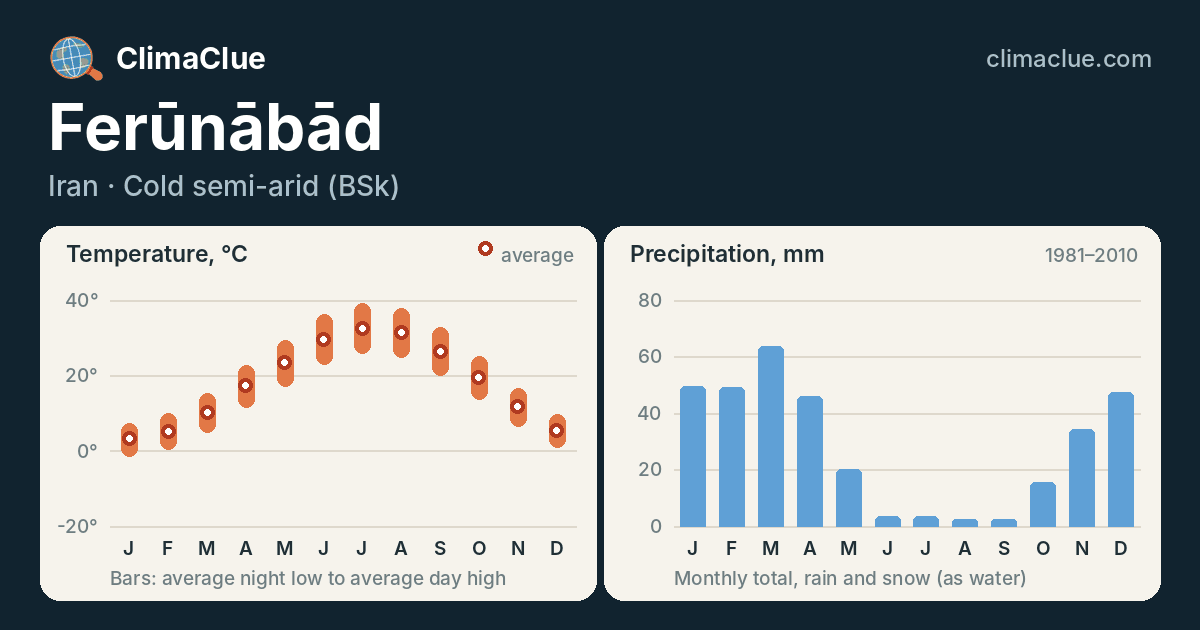 ClimaClue
climaclue.com
Ferūnābād
Iran · Cold semi-arid (BSk)
Temperature, °C
average
40°
20°
0°
-20°
J F M A M J J A S O N D
Bars: average night low to average day high
Precipitation, mm
1981–2010
80
60
40
20
0
J F M A M J J A S O N D
Monthly total, rain and snow (as water)